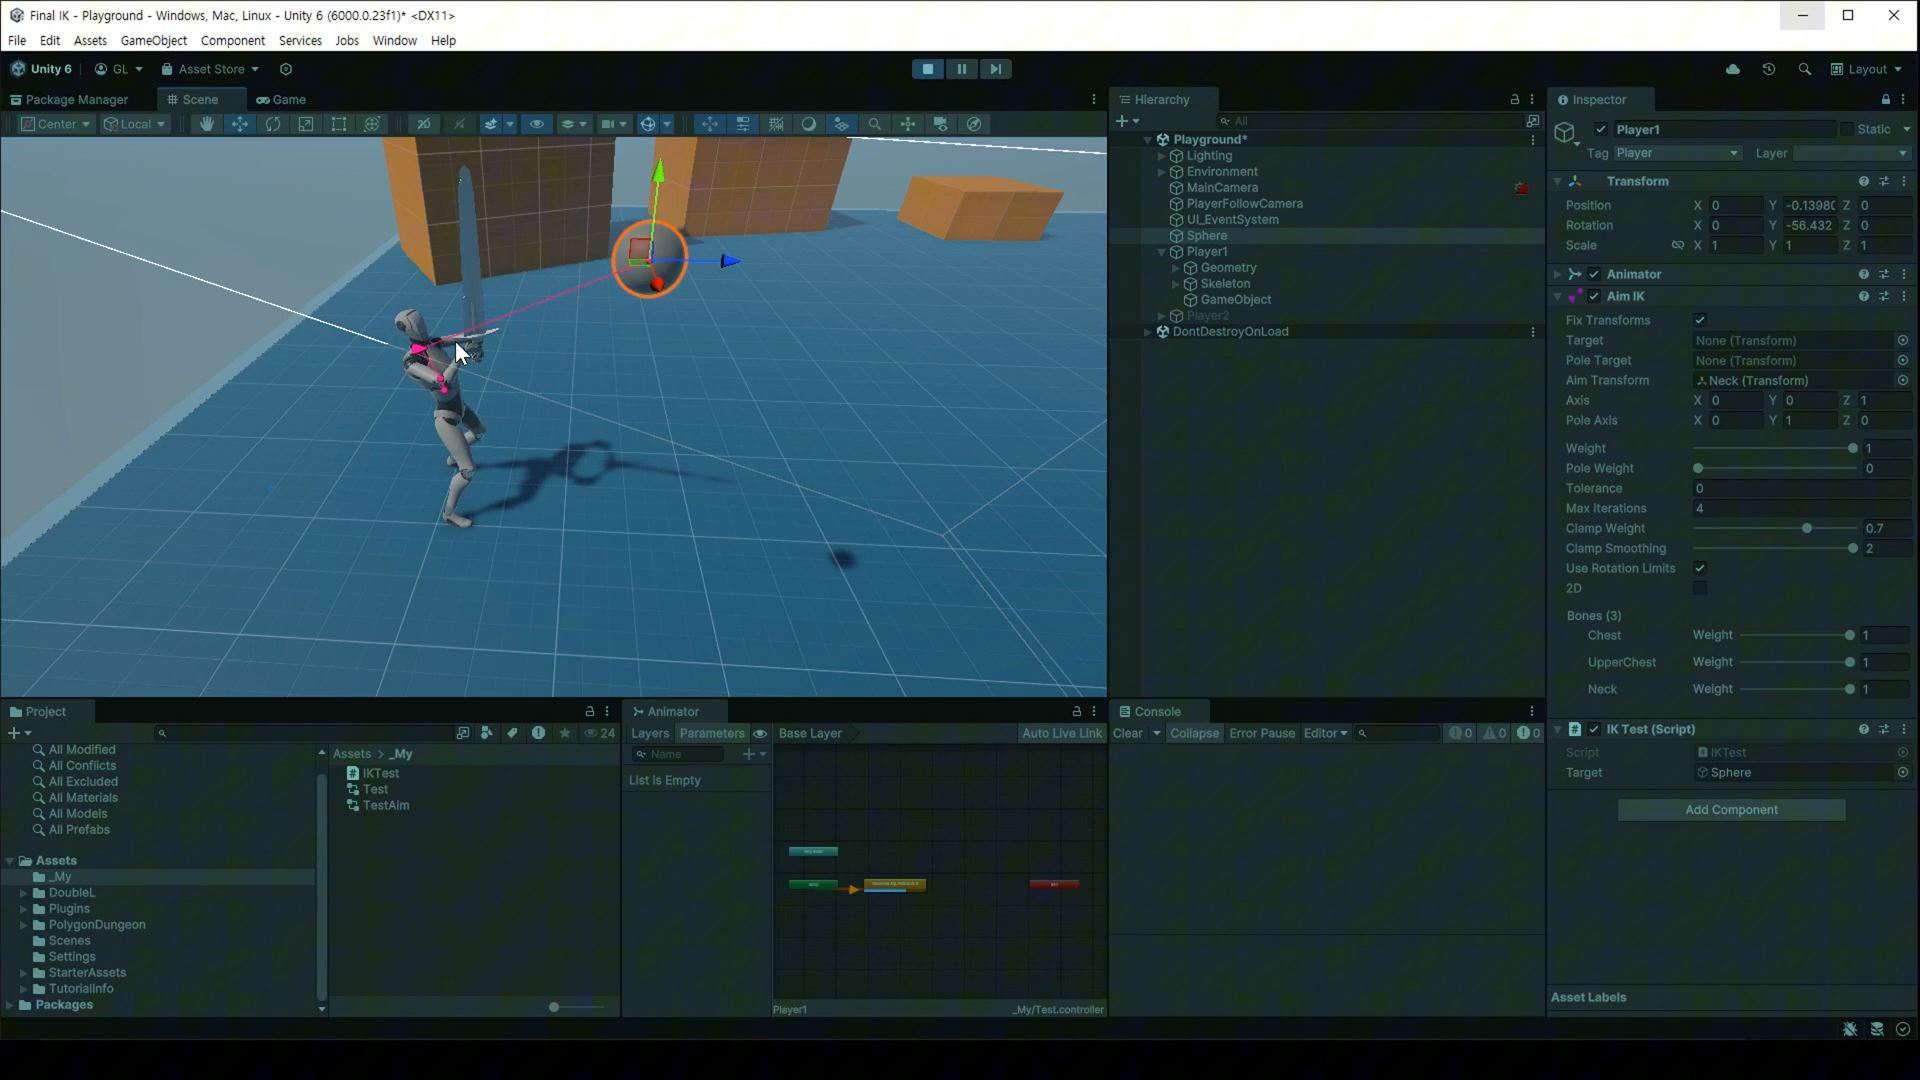 Final IK - Playground - Windows, Mac, Linux - Unity 6 (6000.0.23f1)* <DX11>
File Edit Assets GameObject Component Services Jobs Window Help
Unity 6 GL Asset Store Layout
Package Manager Scene Game
Center Local
Hierarchy
All
Playground*
Lighting
Environment
MainCamera
PlayerFollowCamera
UI_EventSystem
Sphere
Player1
Geometry
Skeleton
GameObject
Player2
DontDestroyOnLoad
Inspector
Player1 Static
Tag Player Layer
Transform
Position X 0 Y -0.1398 Z 0
Rotation X 0 Y -56.432 Z 0
Scale X 1 Y 1 Z 1
Animator
Aim IK
Fix Transforms
Target None (Transform)
Pole Target None (Transform)
Aim Transform Neck (Transform)
Axis X 0 Y 0 Z 1
Pole Axis X 0 Y 1 Z 0
Weight 1
Pole Weight 0
Tolerance 0
Max Iterations 4
Clamp Weight 0.7
Clamp Smoothing 2
Use Rotation Limits
2D
Bones (3)
Chest Weight 1
UpperChest Weight 1
Neck Weight 1
IK Test (Script)
Script IKTest
Target Sphere
Add Component
Asset Labels
Project
24
All Modified
All Conflicts
All Excluded
All Materials
All Models
All Prefabs
Assets
_My
DoubleL
Plugins
PolygonDungeon
Scenes
Settings
StarterAssets
TutorialInfo
Packages
Assets > _My
IKTest
Test
TestAim
Animator
Layers Parameters Base Layer Auto Live Link
Name
List Is Empty
Player1 _My/Test.controller
Console
Clear Collapse Error Pause Editor 0 0 0